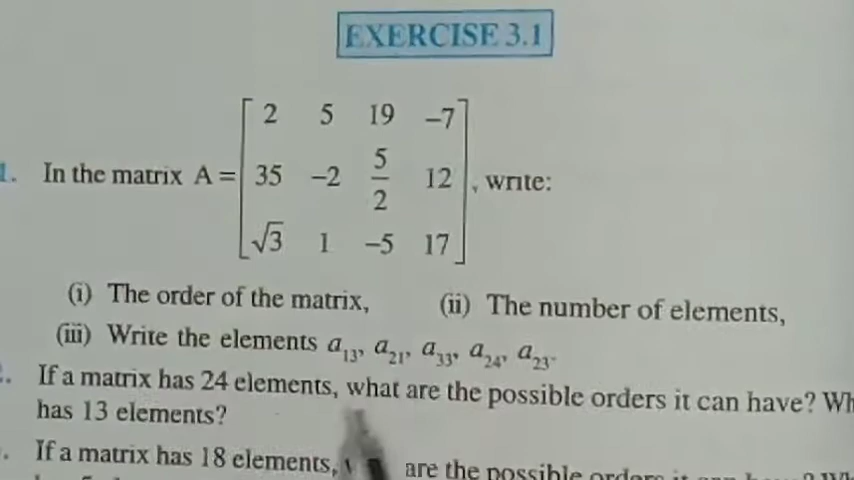 EXERCISE 3.1
1. In the matrix A = [2 5 19 –7
35 –2 5/2 12
√3 1 –5 17], write:
(i) The order of the matrix, (ii) The number of elements,
(iii) Write the elements a13, a21, a33, a24, a23.
If a matrix has 24 elements, what are the possible orders it can have? Wh
has 13 elements?
If a matrix has 18 elements, are the possible orders it